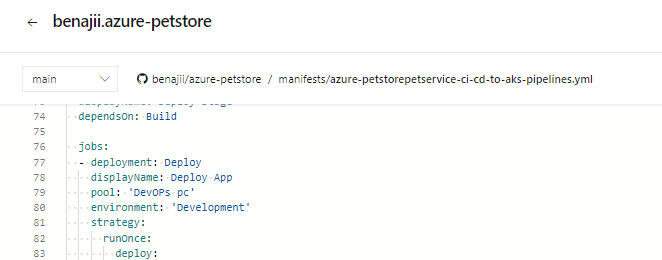 ← benajii.azure-petstore
main
benajii/azure-petstore / manifests/azure-petstorepetservice-ci-cd-to-aks-pipelines.yml
74 dependsOn: Build
75
76 jobs:
77 - deployment: Deploy
78 displayName: Deploy App
79 pool: 'DevOPs pc'
80 environment: 'Development'
81 strategy:
82 runOnce:
83 deploy: